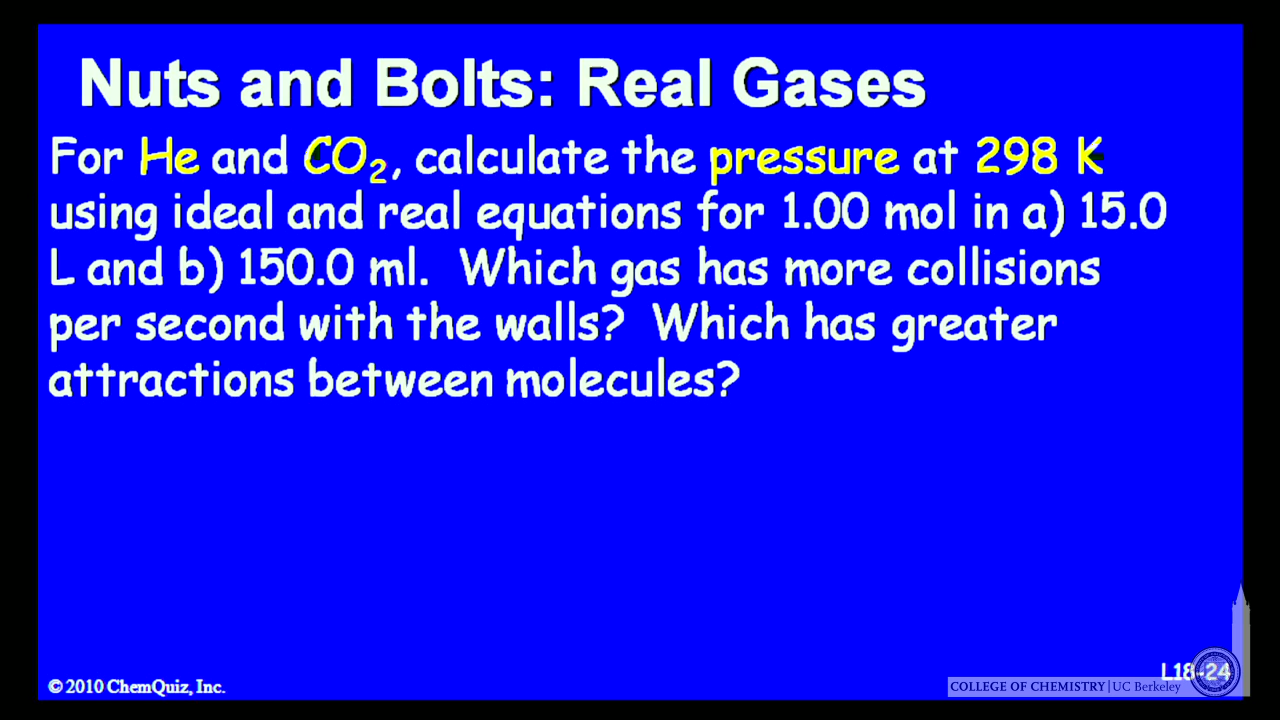 Nuts and Bolts: Real Gases
For He and CO₂, calculate the pressure at 298 K
using ideal and real equations for 1.00 mol in a) 15.0
L and b) 150.0 ml.  Which gas has more collisions
per second with the walls?  Which has greater
attractions between molecules?
L18-24
© 2010 ChemQuiz, Inc.
COLLEGE OF CHEMISTRY | UC Berkeley